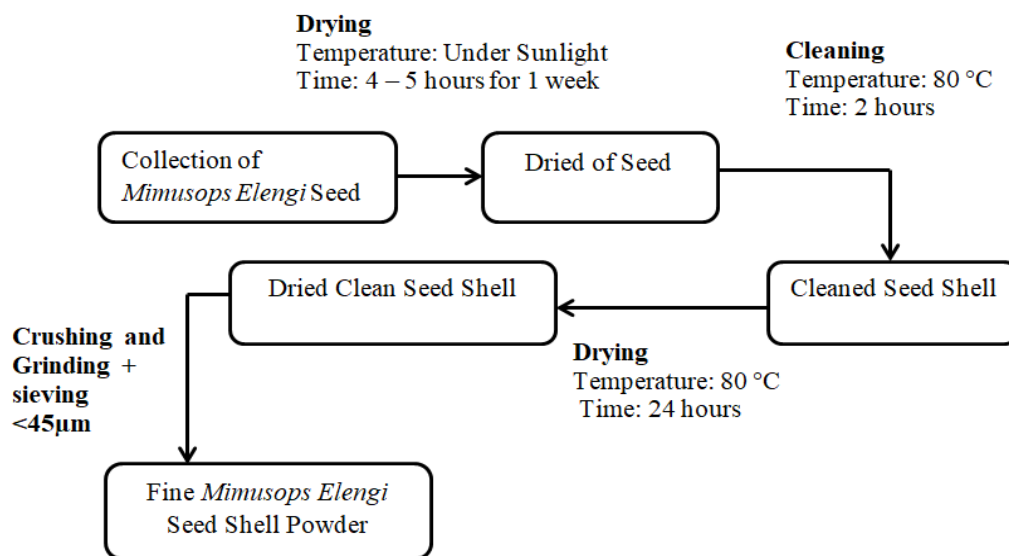 Drying
Temperature: Under Sunlight
Time: 4 – 5 hours for 1 week
Cleaning
Temperature: 80 °C
Time: 2 hours
Collection of
Mimusops Elengi Seed
Dried of Seed
Cleaned Seed Shell
Dried Clean Seed Shell
Drying
Temperature: 80 °C
Time: 24 hours
Crushing and
Grinding +
sieving
<45µm
Fine Mimusops Elengi
Seed Shell Powder